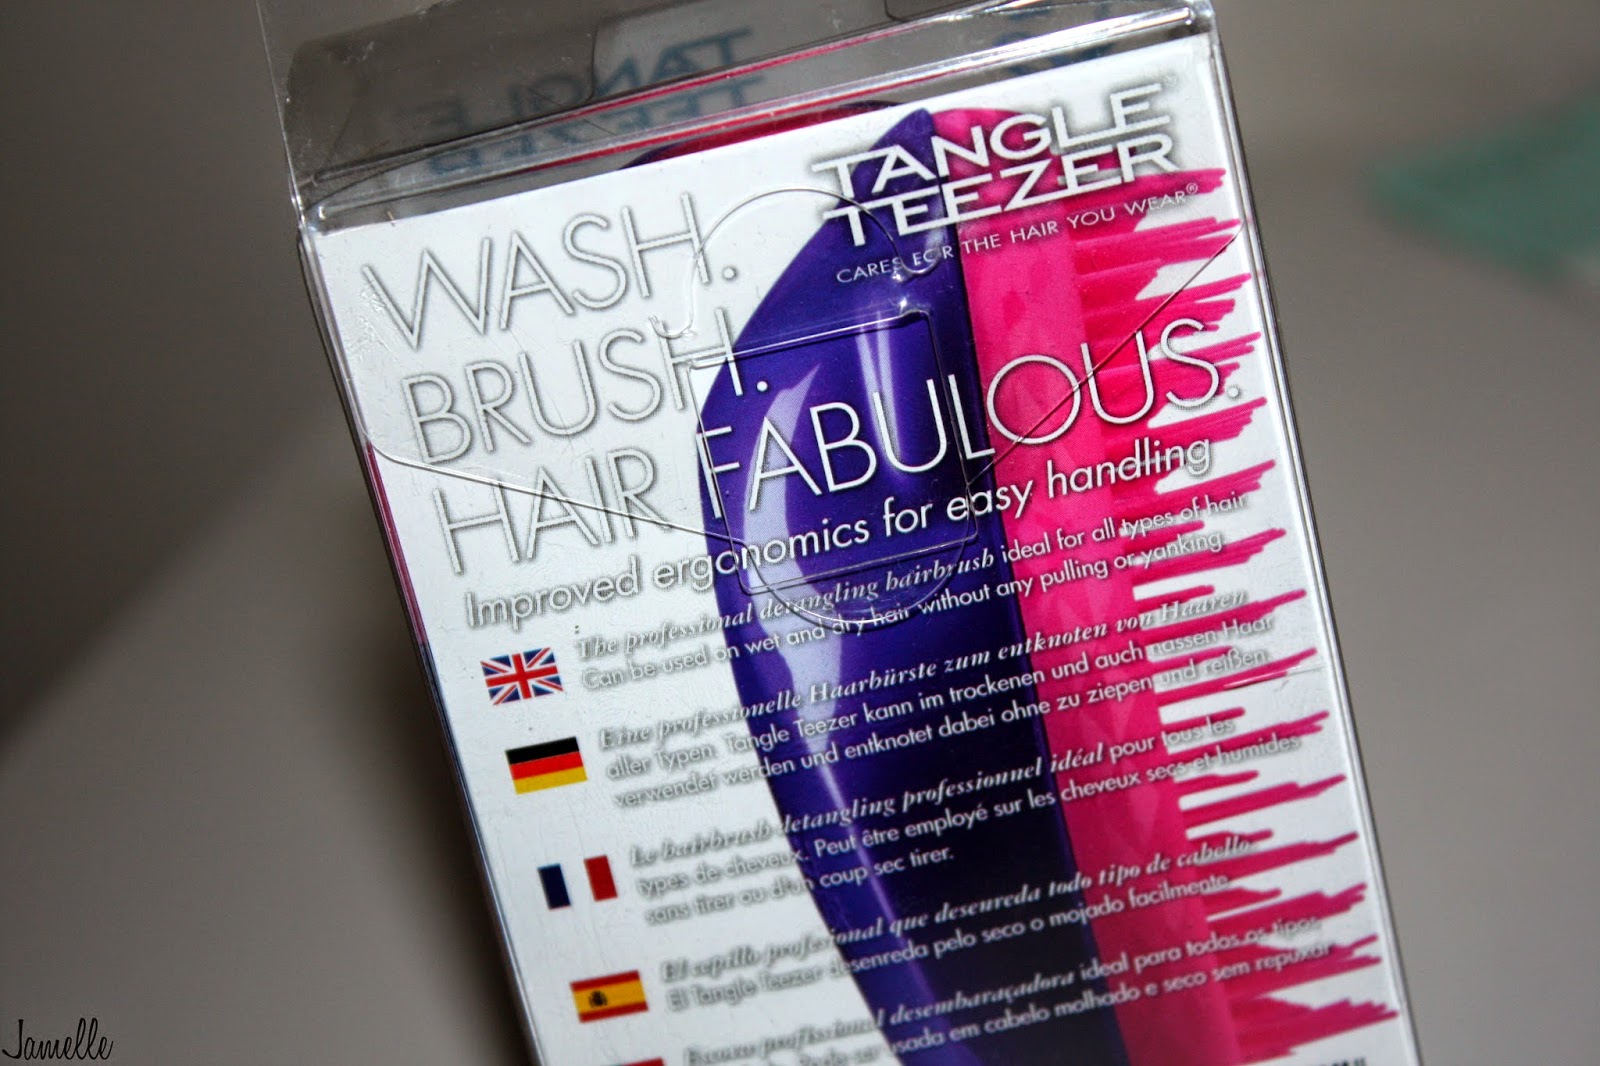 TANGLE
TEEZER
TANGLE
TEEZER
CARES FOR THE HAIR YOU WEAR®
WASH.
BRUSH.
HAIR FABULOUS.
Improved ergonomics for easy handling
The professional detangling hairbrush ideal for all types of hair
Can be used on wet and dry hair without any pulling or yanking
Eine professionelle Haarbürste zum entknoten von Haaren
aller Typen. Tangle Teezer kann im trockenen und auch nassen Haar
verwendet werden und entknotet dabei ohne zu ziepen und reißen.
Le hairbrush detangling professionnel idéal pour tous les
types de cheveux. Peut être employé sur les cheveux secs et humides
sans tirer ou d'un coup sec tirer.
El cepillo profesional que desenreda todo tipo de cabello.
El Tangle Teezer desenreda pelo seco o mojado facilmente.
Escova profissional desembaraçadora ideal para todos os tipos
Pode ser usada em cabelo molhado e seco sem repuxar
Jamelle